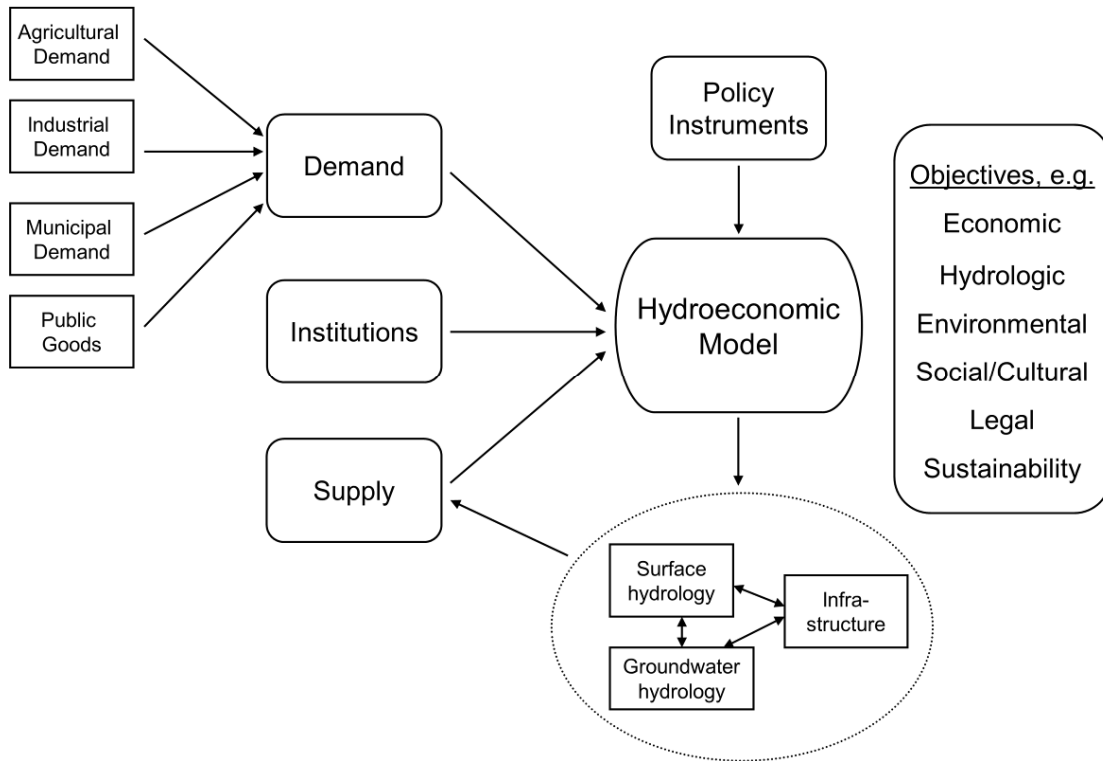 Agricultural
Demand
Industrial
Demand
Municipal
Demand
Public
Goods
Demand
Institutions
Supply
Policy
Instruments
Hydroeconomic
Model
Surface
hydrology
Groundwater
hydrology
Infra-
structure
Objectives, e.g.
Economic
Hydrologic
Environmental
Social/Cultural
Legal
Sustainability